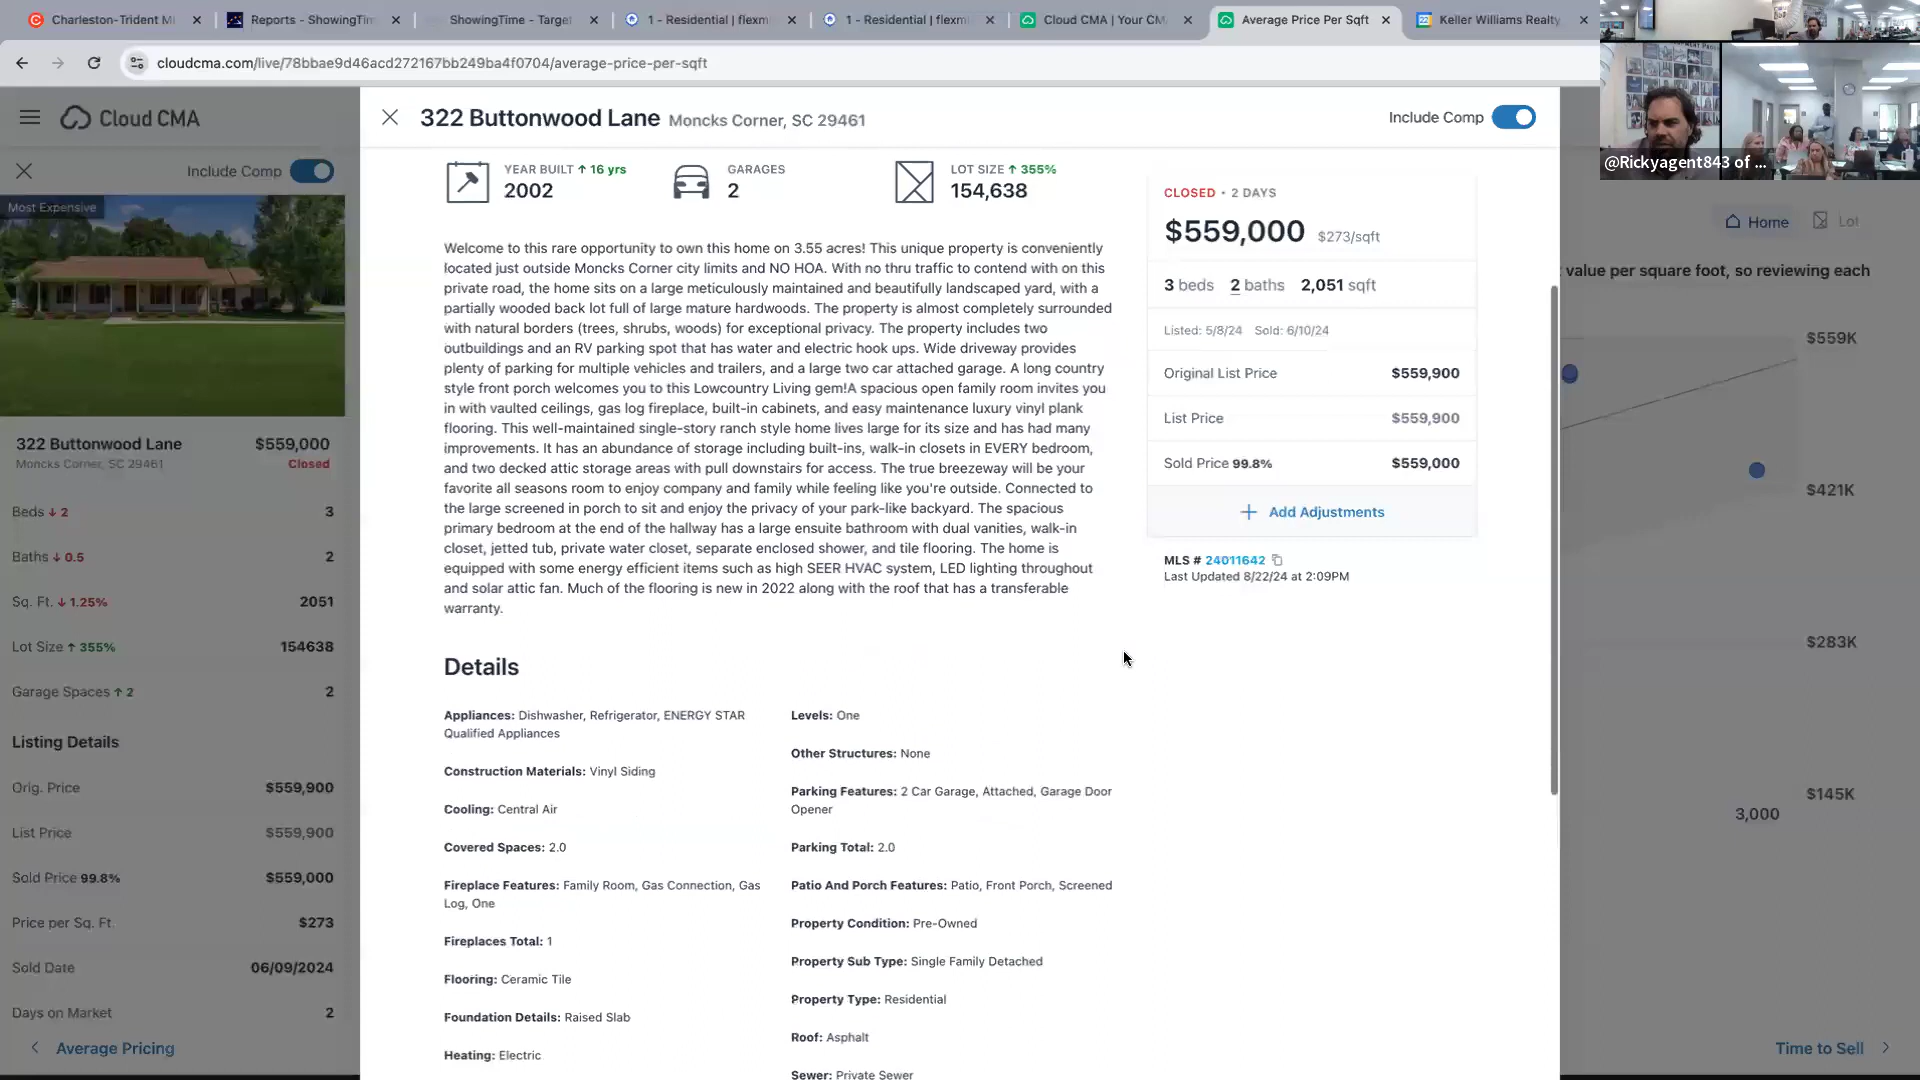 Charleston-Trident M
Reports - ShowingTim
ShowingTime - Target
1 - Residential | flexm
1 - Residential | flexm
Cloud CMA | Your CM
Average Price Per Sqft
Keller Williams Realty
cloudcma.com/live/78bbae9d46acd272167bb249ba4f0704/average-price-per-sqft
@Rickyagent843 of ...
Cloud CMA
Include Comp
Most Expensive
322 Buttonwood Lane $559,000
Moncks Corner, SC 29461 Closed
Beds ↓ 2 3
Baths ↓ 0.5 2
Sq. Ft. ↓ 1.25% 2051
Lot Size ↑ 355% 154638
Garage Spaces ↑ 2 2
Listing Details
Orig. Price $559,900
List Price $559,900
Sold Price 99.8% $559,000
Price per Sq. Ft. $273
Sold Date 06/09/2024
Days on Market 2
Average Pricing
322 Buttonwood Lane Moncks Corner, SC 29461
Include Comp
YEAR BUILT ↑ 16 yrs
2002
GARAGES
2
LOT SIZE ↑ 355%
154,638
Welcome to this rare opportunity to own this home on 3.55 acres! This unique property is conveniently
located just outside Moncks Corner city limits and NO HOA. With no thru traffic to contend with on this
private road, the home sits on a large meticulously maintained and beautifully landscaped yard, with a
partially wooded back lot full of large mature hardwoods. The property is almost completely surrounded
with natural borders (trees, shrubs, woods) for exceptional privacy. The property includes two
outbuildings and an RV parking spot that has water and electric hook ups. Wide driveway provides
plenty of parking for multiple vehicles and trailers, and a large two car attached garage. A long country
style front porch welcomes you to this Lowcountry Living gem!A spacious open family room invites you
in with vaulted ceilings, gas log fireplace, built-in cabinets, and easy maintenance luxury vinyl plank
flooring. This well-maintained single-story ranch style home lives large for its size and has had many
improvements. It has an abundance of storage including built-ins, walk-in closets in EVERY bedroom,
and two decked attic storage areas with pull downstairs for access. The true breezeway will be your
favorite all seasons room to enjoy company and family while feeling like you're outside. Connected to
the large screened in porch to sit and enjoy the privacy of your park-like backyard. The spacious
primary bedroom at the end of the hallway has a large ensuite bathroom with dual vanities, walk-in
closet, jetted tub, private water closet, separate enclosed shower, and tile flooring. The home is
equipped with some energy efficient items such as high SEER HVAC system, LED lighting throughout
and solar attic fan. Much of the flooring is new in 2022 along with the roof that has a transferable
warranty.
Details
Appliances: Dishwasher, Refrigerator, ENERGY STAR
Qualified Appliances
Construction Materials: Vinyl Siding
Cooling: Central Air
Covered Spaces: 2.0
Fireplace Features: Family Room, Gas Connection, Gas
Log, One
Fireplaces Total: 1
Flooring: Ceramic Tile
Foundation Details: Raised Slab
Heating: Electric
Levels: One
Other Structures: None
Parking Features: 2 Car Garage, Attached, Garage Door
Opener
Parking Total: 2.0
Patio And Porch Features: Patio, Front Porch, Screened
Property Condition: Pre-Owned
Property Sub Type: Single Family Detached
Property Type: Residential
Roof: Asphalt
Sewer: Private Sewer
CLOSED • 2 DAYS
$559,000 $273/sqft
3 beds 2 baths 2,051 sqft
Listed: 5/8/24 Sold: 6/10/24
Original List Price $559,900
List Price $559,900
Sold Price 99.8% $559,000
Add Adjustments
MLS # 24011642
Last Updated 8/22/24 at 2:09PM
Home
Lot
value per square foot, so reviewing each
$559K
$421K
$283K
$145K
3,000
Time to Sell